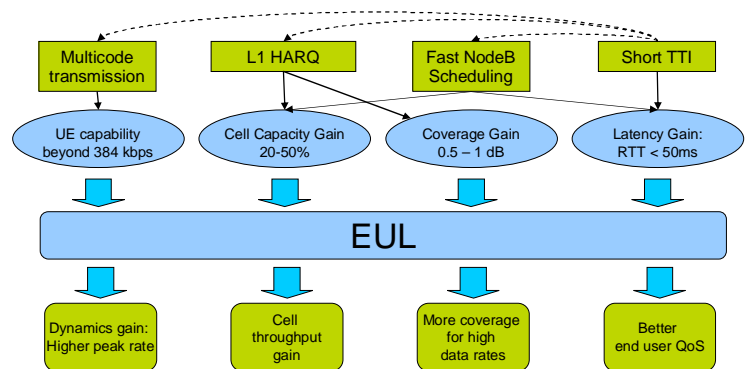 Multicode
transmission
L1 HARQ
Fast NodeB
Scheduling
Short TTI
UE capability
beyond 384 kbps
Cell Capacity Gain
20-50%
Coverage Gain
0.5 – 1 dB
Latency Gain:
RTT < 50ms
EUL
Dynamics gain:
Higher peak rate
Cell
throughput
gain
More coverage
for high
data rates
Better
end user QoS